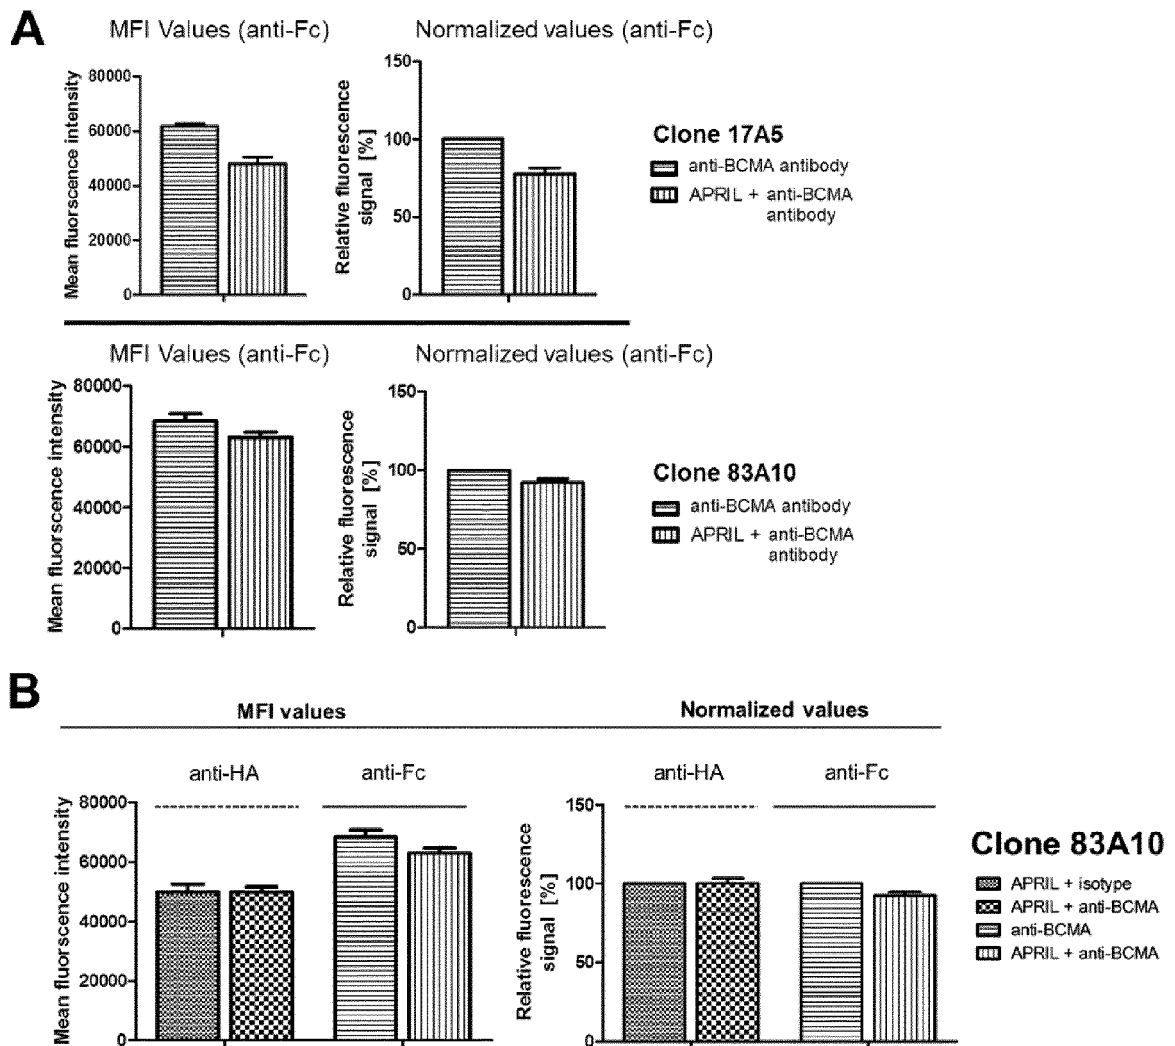 A
MFI Values (anti-Fc)
Normalized values (anti-Fc)
Mean fluorscence intensity
80000
60000
40000
20000
0
Relative fluorescence
signal [%]
150
100
50
0
Clone 17A5
anti-BCMA antibody
APRIL + anti-BCMA
antibody
MFI Values (anti-Fc)
Normalized values (anti-Fc)
Mean fluorescence intensity
80000
60000
40000
20000
0
Relative fluorescence
signal [%]
150
100
50
0
Clone 83A10
anti-BCMA antibody
APRIL + anti-BCMA
antibody
B
MFI values
Normalized values
anti-HA
anti-Fc
anti-HA
anti-Fc
Mean fluorescence intensity
80000
60000
40000
20000
0
Relative fluorescence
signal [%]
150
100
50
0
Clone 83A10
APRIL + isotype
APRIL + anti-BCMA
anti-BCMA
APRIL + anti-BCMA